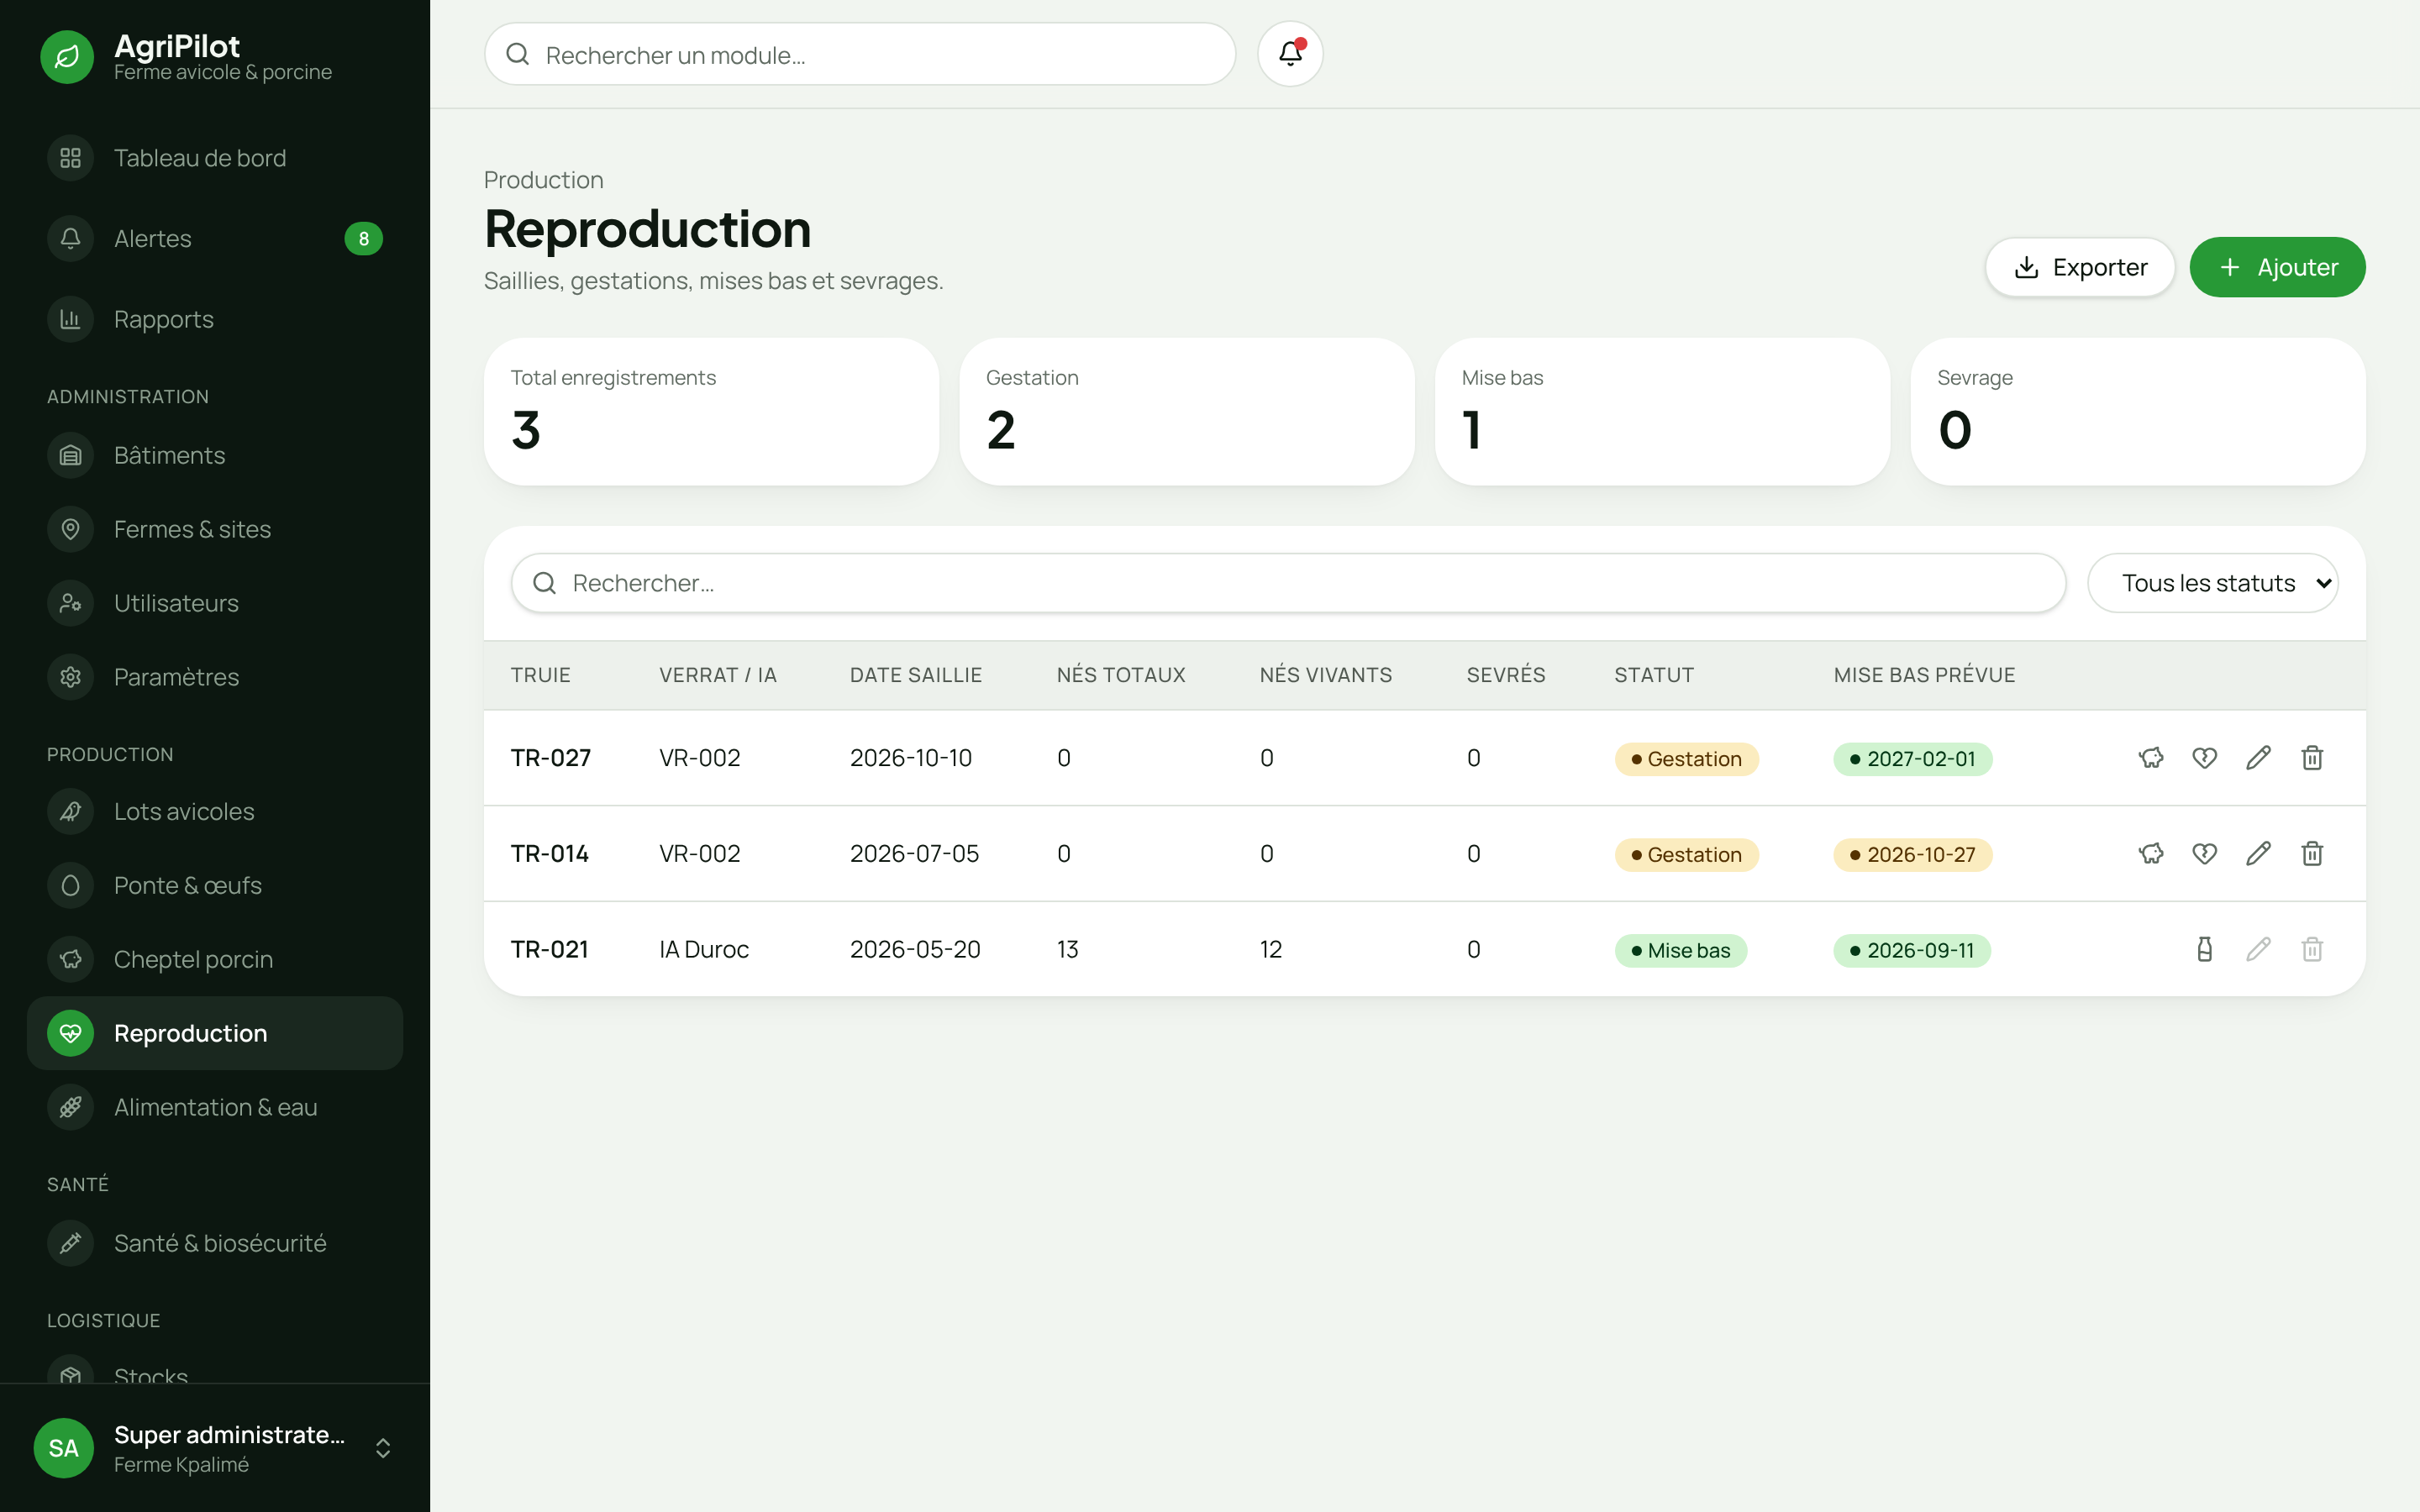 AgriPilot
Ferme avicole & porcine
Tableau de bord
Alertes
8
Rapports
ADMINISTRATION
Bâtiments
Fermes & sites
Utilisateurs
Paramètres
PRODUCTION
Lots avicoles
Ponte & œufs
Cheptel porcin
Reproduction
Alimentation & eau
SANTÉ
Santé & biosécurité
LOGISTIQUE
Stocks
SA
Super administrate...
Ferme Kpalimé
Rechercher un module...
Production
Reproduction
Saillies, gestations, mises bas et sevrages.
Exporter
Ajouter
Total enregistrements
3
Gestation
2
Mise bas
1
Sevrage
0
Rechercher...
Tous les statuts
TRUIE VERRAT / IA DATE SAILLIE NÉS TOTAUX NÉS VIVANTS SEVRÉS STATUT MISE BAS PRÉVUE
TR-027 VR-002 2026-10-10 0 0 0 Gestation 2027-02-01
TR-014 VR-002 2026-07-05 0 0 0 Gestation 2026-10-27
TR-021 IA Duroc 2026-05-20 13 12 0 Mise bas 2026-09-11